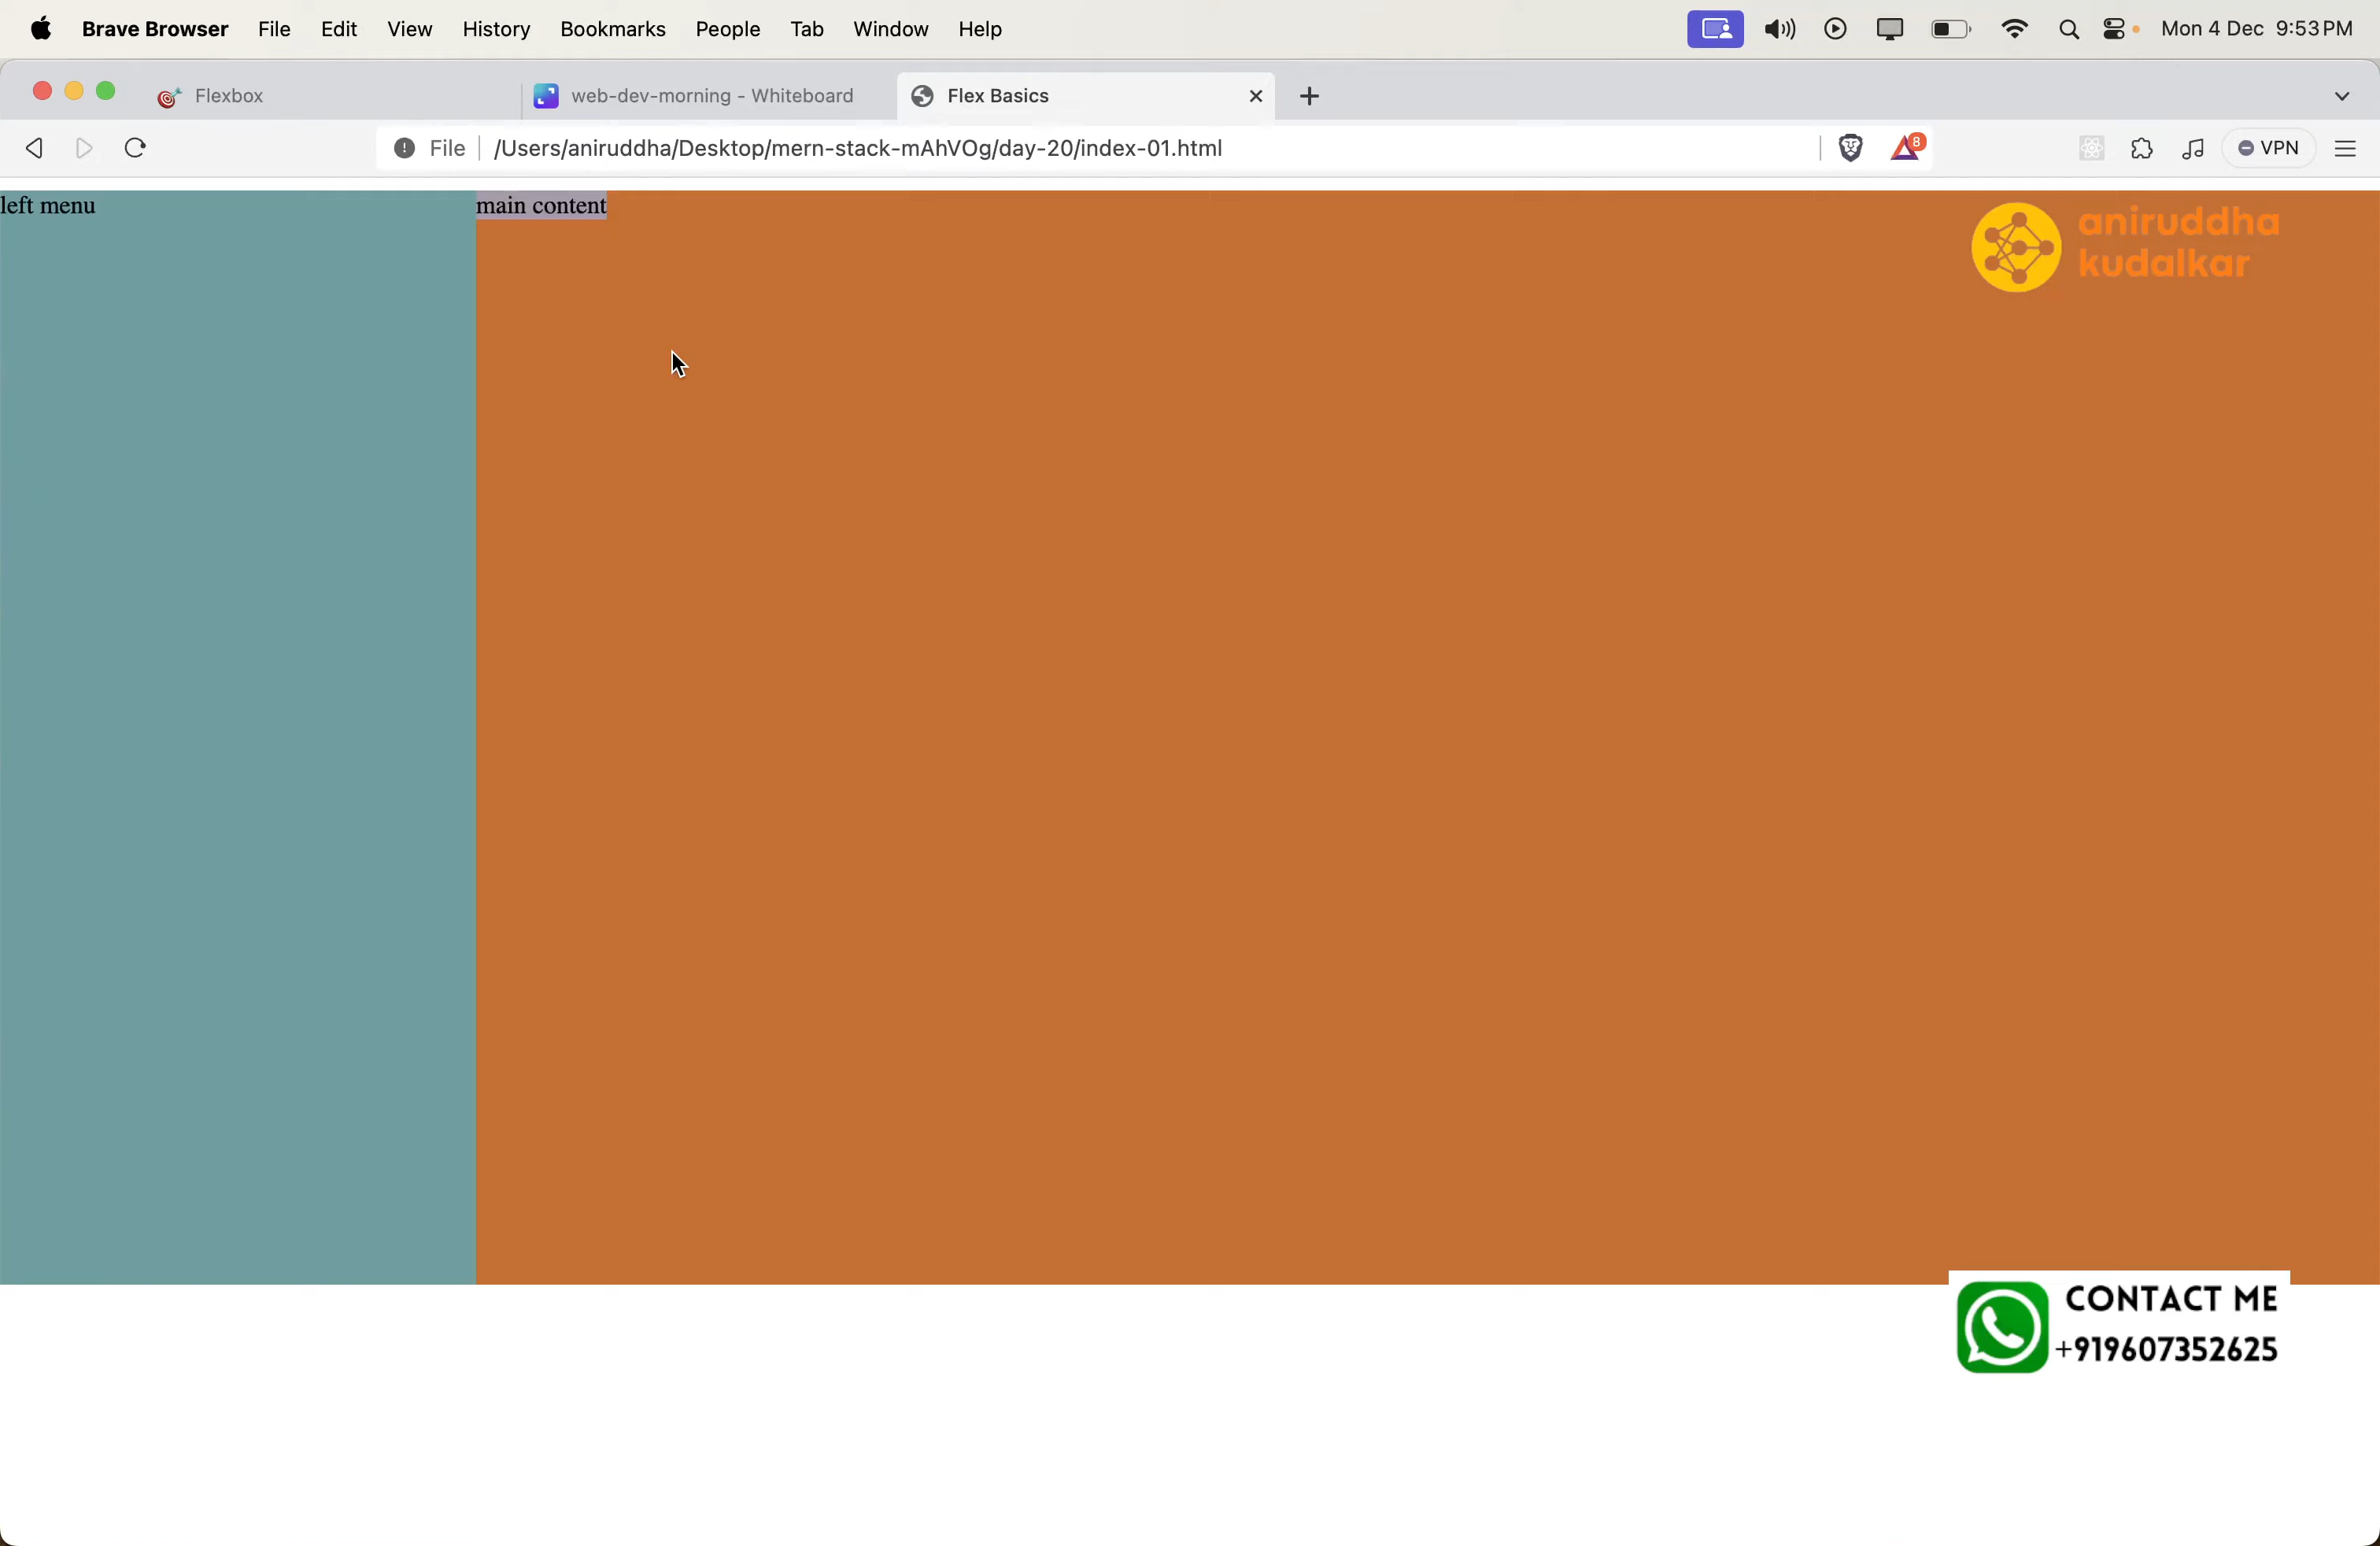 Brave Browser File Edit View History Bookmarks People Tab Window Help Mon 4 Dec 9:53 PM
Flexbox web-dev-morning - Whiteboard Flex Basics
File /Users/aniruddha/Desktop/mern-stack-mAhVOg/day-20/index-01.html 8 VPN
left menu main content
aniruddha
kudalkar
CONTACT ME
+919607352625